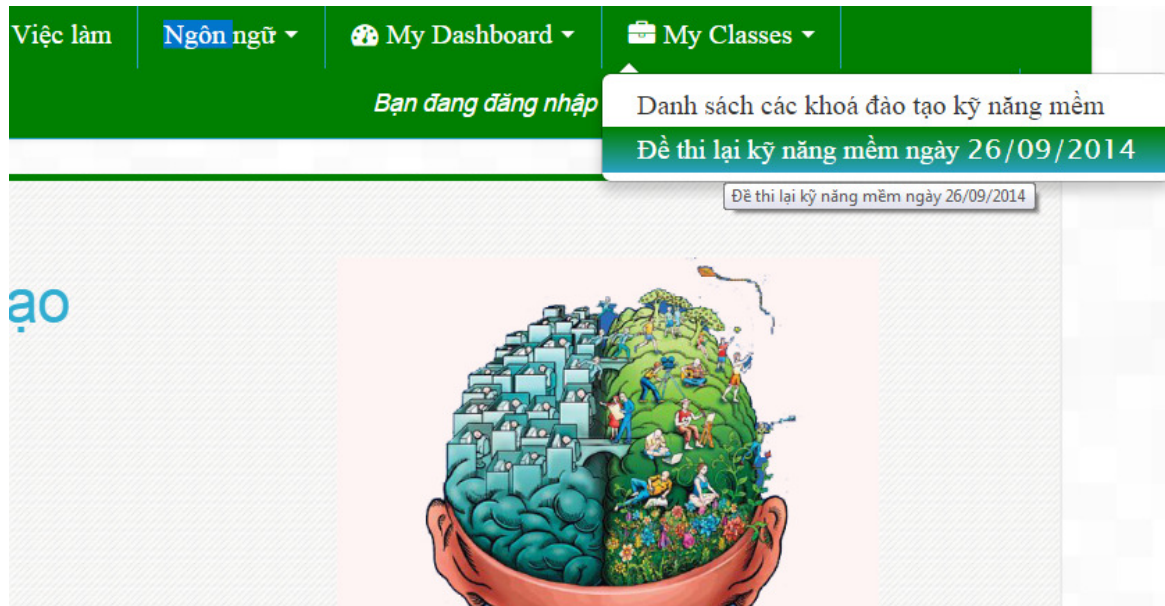 Việc làm Ngôn ngữ My Dashboard My Classes
Bạn đang đăng nhập
Danh sách các khoá đào tạo kỹ năng mềm
Đề thi lại kỹ năng mềm ngày 26/09/2014
Đề thi lại kỹ năng mềm ngày 26/09/2014
ạo